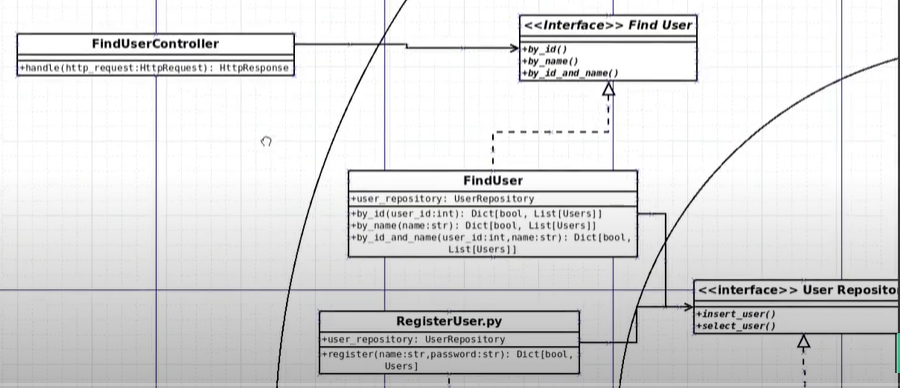 <<Interface>> Find User
+by_id()
+by_name()
+by_id_and_name()
FindUserController
+handle(http_request:HttpRequest): HttpResponse
FindUser
+user_repository: UserRepository
+by_id(user_id:int): Dict[bool, List[Users]]
+by_name(name:str): Dict[bool, List[Users]]
+by_id_and_name(user_id:int,name:str): Dict[bool,
List[Users]]
<<interface>> User Reposito
+insert_user()
+select_user()
RegisterUser.py
+user_repository: UserRepository
+register(name:str,password:str): Dict[bool,
Users]